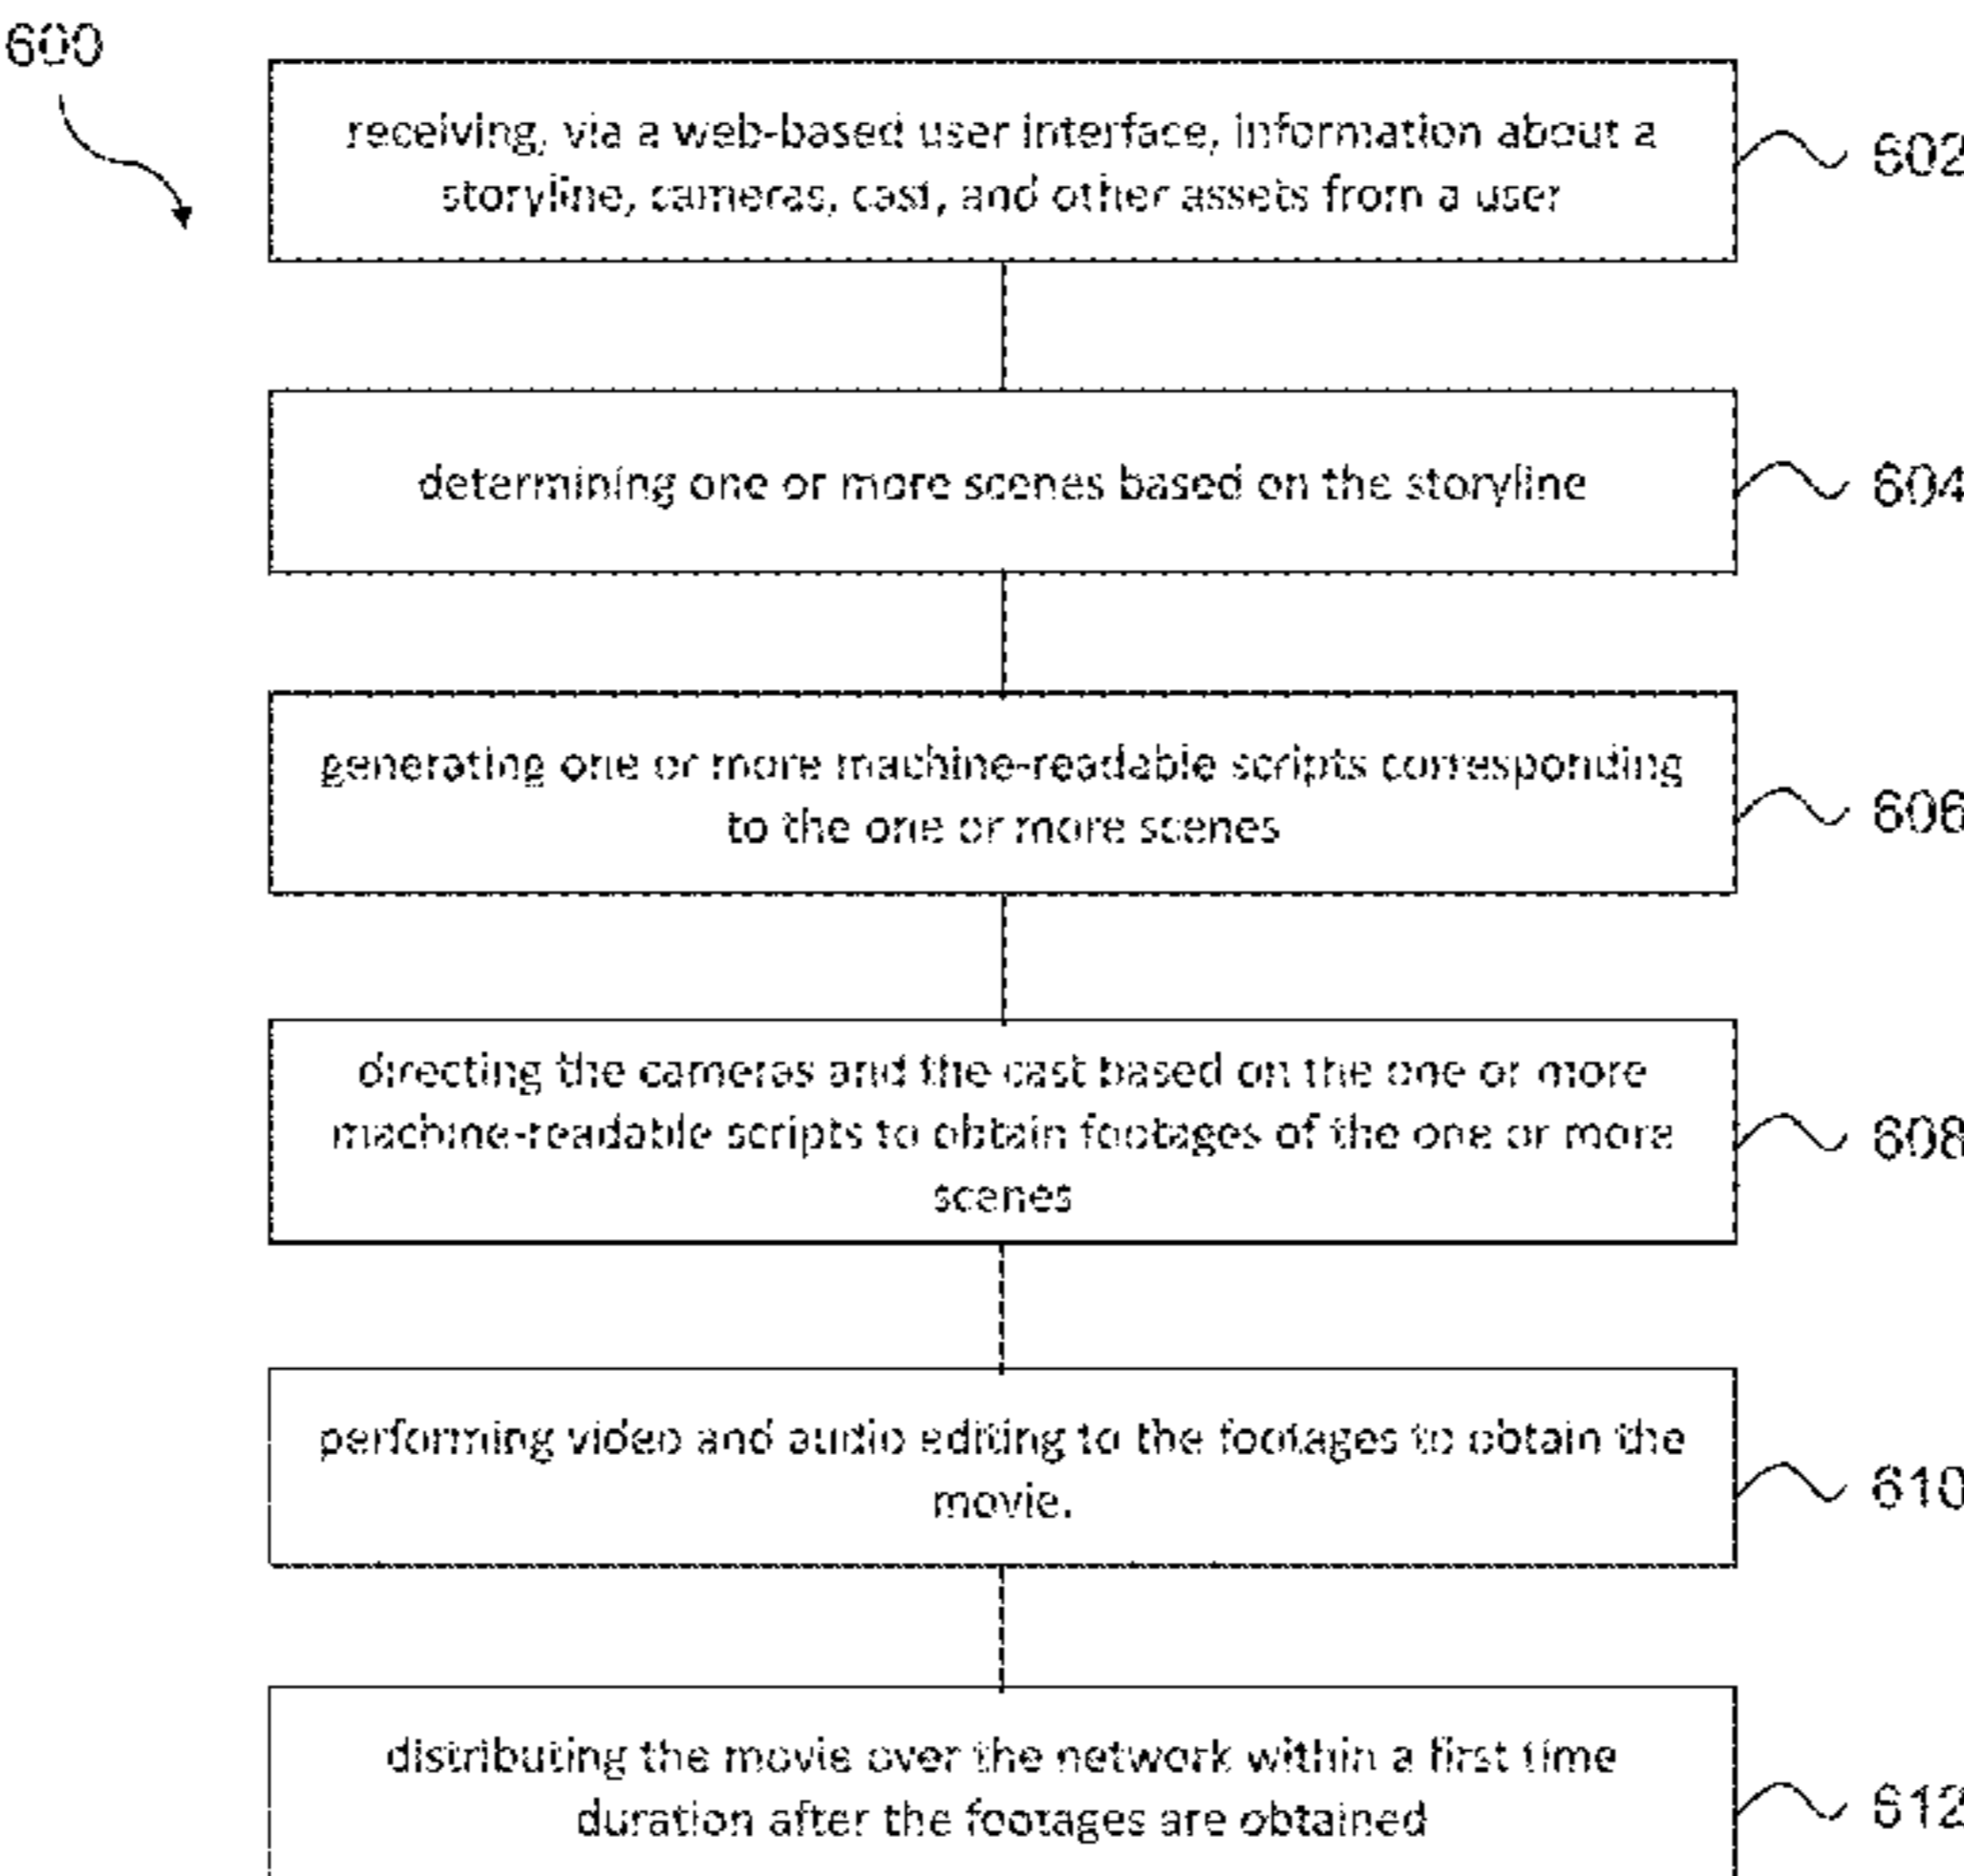 600
receiving, via a web-based user interface, information about a
storyline, cameras, cast, and other assets from a user
602
determining one or more scenes based on the storyline
604
generating one or more machine-readable scripts corresponding
to the one or more scenes
606
directing the cameras and the cast based on the one or more
machine-readable scripts to obtain footages of the one or more
scenes
608
performing video and audio editing to the footages to obtain the
movie.
610
distributing the movie over the network within a first time
duration after the footages are obtained
612